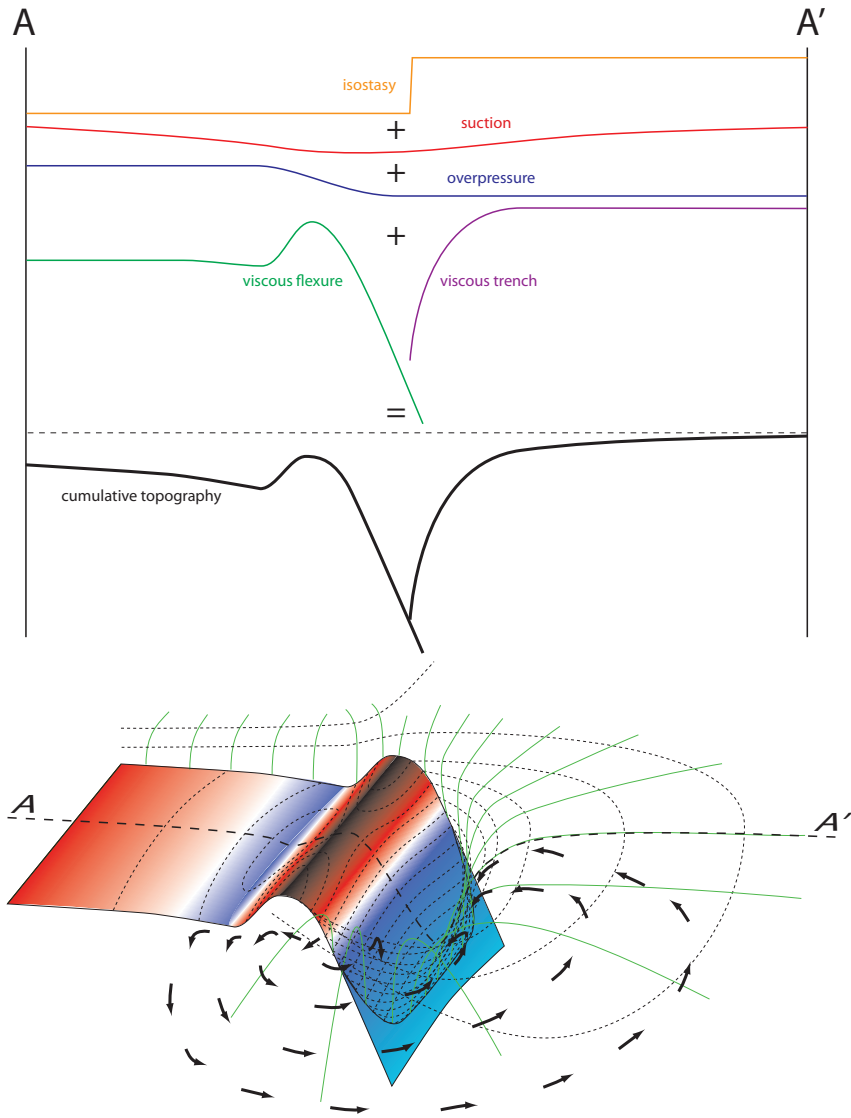 A A′
isostasy
+
suction
+
overpressure
+
viscous flexure viscous trench
=
cumulative topography
A A′